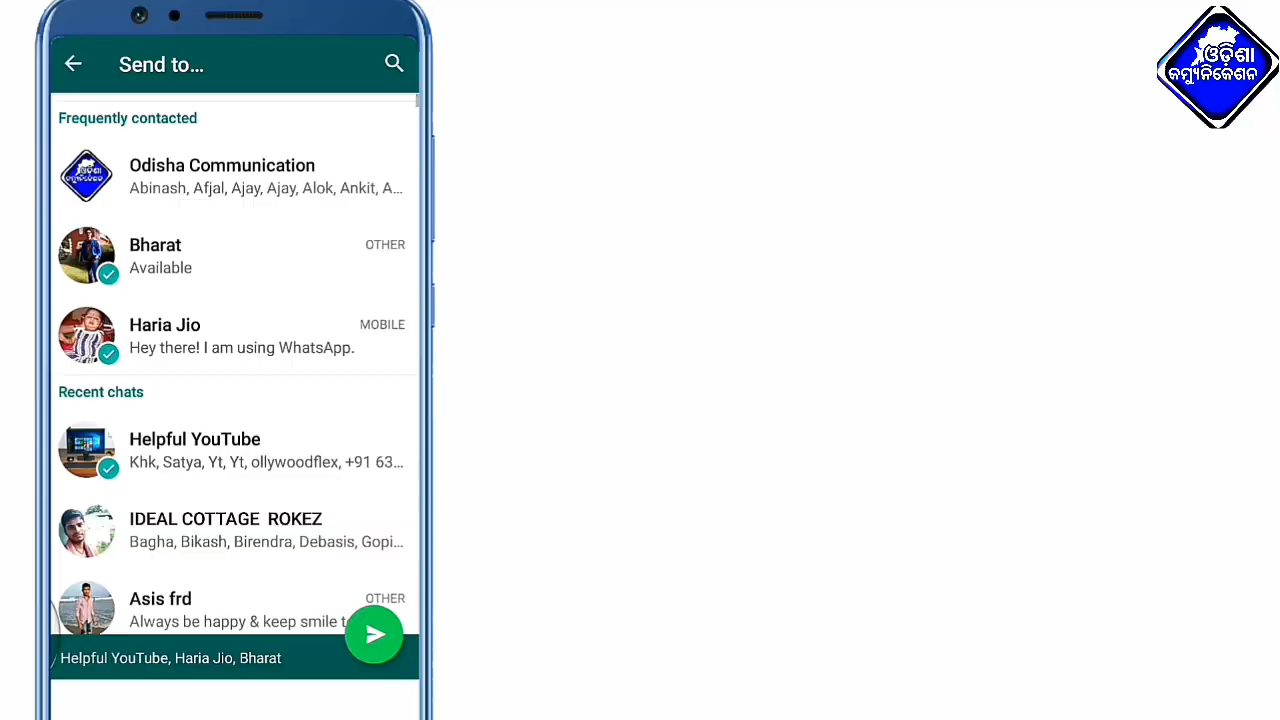 Send to...
Frequently contacted
Odisha Communication
Abinash, Afjal, Ajay, Ajay, Alok, Ankit, A...
Bharat
OTHER
Available
Haria Jio
MOBILE
Hey there! I am using WhatsApp.
Recent chats
Helpful YouTube
Khk, Satya, Yt, Yt, ollywoodflex, +91 63...
IDEAL COTTAGE ROKEZ
Bagha, Bikash, Birendra, Debasis, Gopi...
Asis frd
OTHER
Always be happy & keep smile t
Helpful YouTube, Haria Jio, Bharat
ଓଡ଼ିଶା
କମ୍ୟୁନିକେଶନ